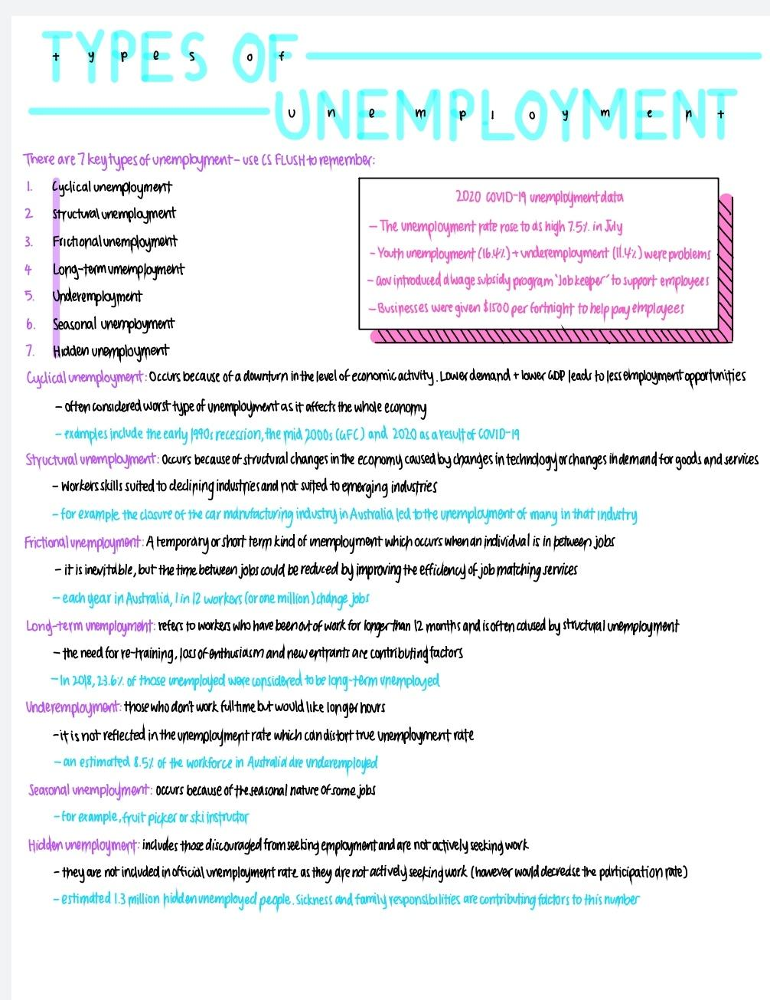 TYPES OF
types of
UNEMPLOYMENT
unemployment
There are 7 key types of unemployment - use CS FLUSH to remember:
1. Cyclical unemployment
2 Structural unemployment
3. Frictional unemployment
4 Long-term umemployment
5. Underemployment
6. Seasonal unemployment
7. Hidden unemployment
2020 COVID-19 unemployment data
- The unemployment rate rose to as high 7.5% in July
- Youth unemployment (16.4%) + underemployment (11.4%) were problems
- Gov introduced a wage subsidy program 'Jobkeeper' to support employees
- Businesses were given $1500 per fortnight to help pay employees
Cyclical unemployment: Occurs because of a downturn in the level of economic activity. Lower demand + lower GDP leads to less employment opportunities
- often considered worst type of unemployment as it affects the whole economy
- examples include the early 1990s recession, the mid 2000s (GFC) and 2020 as a result of COVID-19
Structural unemployment: Occurs because of structural changes in the economy caused by changes in technology or changes in demand for goods and services
- Workers skills suited to declining industries and not suited to emerging industries
- for example the closure of the car manufacturing industry in Australia led to the unemployment of many in that industry
Frictional unemployment: A temporary or short term kind of unemployment which occurs when an individual is in between jobs
- it is inevitable, but the time between jobs could be reduced by improving the efficiency of job matching services
- each year in Australia, 1 in 12 workers (or one million) change jobs
Long-term unemployment: refers to workers who have been out of work for longer than 12 months and is often caused by structural unemployment
- the need for re-training, loss of enthusiasm and new entrants are contributing factors
- In 2018, 23.6% of those unemployed were considered to be long-term unemployed
Underemployment: those who don't work full time but would like longer hours
- it is not reflected in the unemployment rate which can distort true unemployment rate
- an estimated 8.5% of the workforce in Australia are underemployed
Seasonal unemployment: occurs because of the seasonal nature of some jobs
- for example, fruit picker or ski instructor
Hidden unemployment: includes those discouraged from seeking employment and are not actively seeking work
- they are not included in official unemployment rate as they are not actively seeking work (however would decrease the participation rate)
- estimated 1.3 million hidden unemployed people. Sickness and family responsibilities are contributing factors to this number